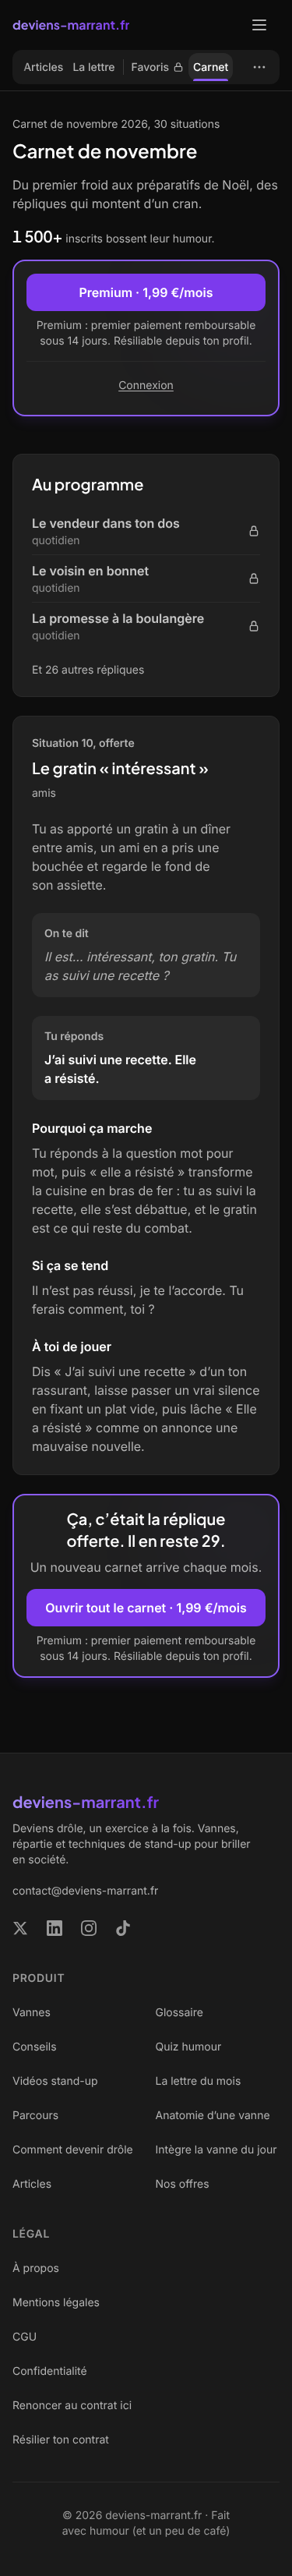 deviens-marrant.fr
Articles La lettre Favoris Carnet
Carnet de novembre 2026, 30 situations
Carnet de novembre
Du premier froid aux préparatifs de Noël, des
répliques qui montent d’un cran.
1 500+ inscrits bossent leur humour.
Premium · 1,99 €/mois
Premium : premier paiement remboursable
sous 14 jours. Résiliable depuis ton profil.
Connexion
Au programme
Le vendeur dans ton dos
quotidien
Le voisin en bonnet
quotidien
La promesse à la boulangère
quotidien
Et 26 autres répliques
Situation 10, offerte
Le gratin « intéressant »
amis
Tu as apporté un gratin à un dîner
entre amis, un ami en a pris une
bouchée et regarde le fond de
son assiette.
On te dit
Il est… intéressant, ton gratin. Tu
as suivi une recette ?
Tu réponds
J’ai suivi une recette. Elle
a résisté.
Pourquoi ça marche
Tu réponds à la question mot pour
mot, puis « elle a résisté » transforme
la cuisine en bras de fer : tu as suivi la
recette, elle s’est débattue, et le gratin
est ce qui reste du combat.
Si ça se tend
Il n’est pas réussi, je te l’accorde. Tu
ferais comment, toi ?
À toi de jouer
Dis « J’ai suivi une recette » d’un ton
rassurant, laisse passer un vrai silence
en fixant un plat vide, puis lâche « Elle
a résisté » comme on annonce une
mauvaise nouvelle.
Ça, c’était la réplique
offerte. Il en reste 29.
Un nouveau carnet arrive chaque mois.
Ouvrir tout le carnet · 1,99 €/mois
Premium : premier paiement remboursable
sous 14 jours. Résiliable depuis ton profil.
deviens-marrant.fr
Deviens drôle, un exercice à la fois. Vannes,
répartie et techniques de stand-up pour briller
en société.
contact@deviens-marrant.fr
PRODUIT
Vannes
Glossaire
Conseils
Quiz humour
Vidéos stand-up
La lettre du mois
Parcours
Anatomie d’une vanne
Comment devenir drôle
Intègre la vanne du jour
Articles
Nos offres
LÉGAL
À propos
Mentions légales
CGU
Confidentialité
Renoncer au contrat ici
Résilier ton contrat
© 2026 deviens-marrant.fr · Fait
avec humour (et un peu de café)